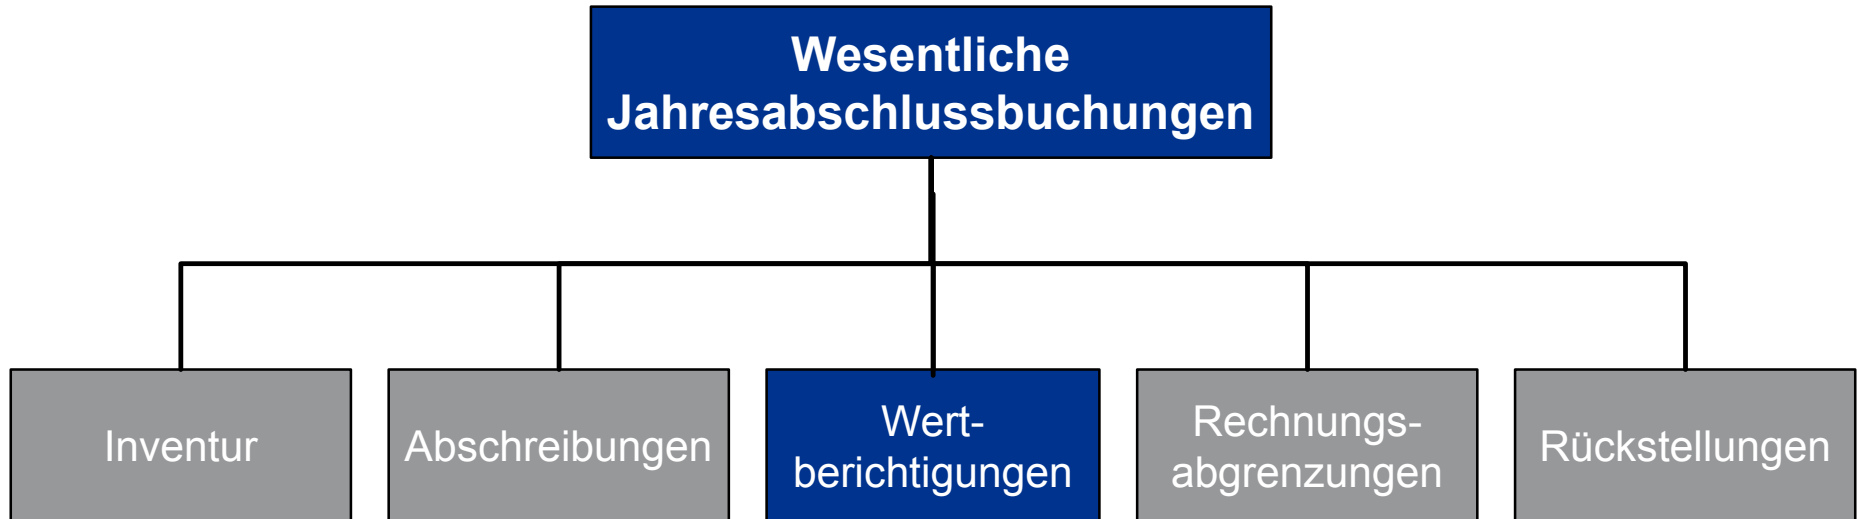 Wesentliche
Jahresabschlussbuchungen
Inventur
Abschreibungen
Wert-
berichtigungen
Rechnungs-
abgrenzungen
Rückstellungen